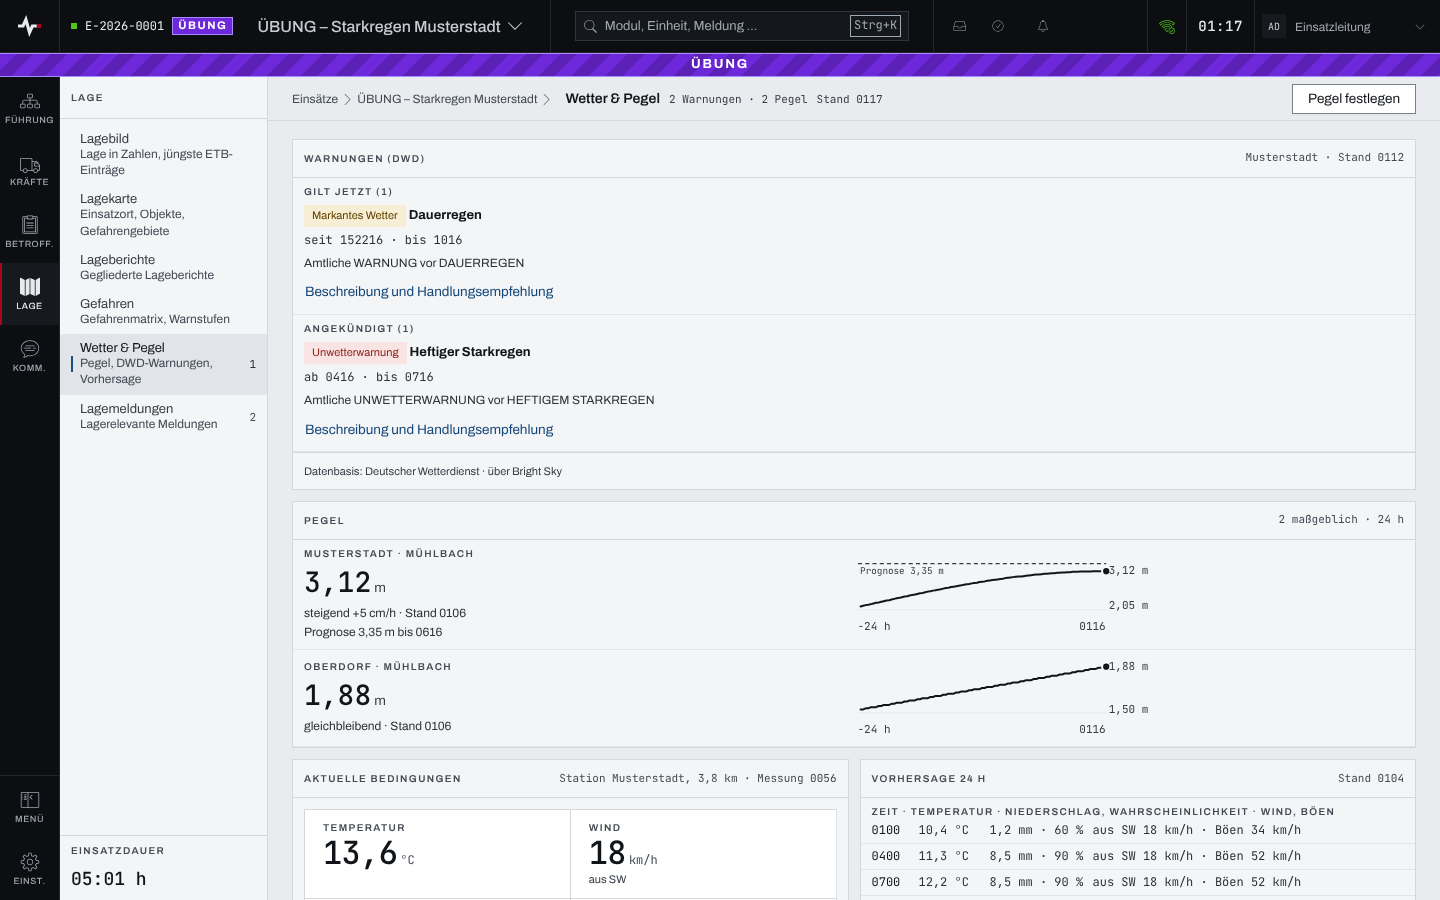 E-2026-0001 ÜBUNG ÜBUNG – Starkregen Musterstadt Modul, Einheit, Meldung ... Strg+K 01:17 AD Einsatzleitung
ÜBUNG
FÜHRUNG
KRÄFTE
BETROFF.
LAGE
KOMM.
MENÜ
EINST.
LAGE
Lagebild
Lage in Zahlen, jüngste ETB-
Einträge
Lagekarte
Einsatzort, Objekte,
Gefahrengebiete
Lageberichte
Gegliederte Lageberichte
Gefahren
Gefahrenmatrix, Warnstufen
Wetter & Pegel
Pegel, DWD-Warnungen, 1
Vorhersage
Lagemeldungen
Lagerelevante Meldungen 2
EINSATZDAUER
05:01 h
Einsätze ÜBUNG – Starkregen Musterstadt Wetter & Pegel 2 Warnungen · 2 Pegel Stand 0117 Pegel festlegen
WARNUNGEN (DWD) Musterstadt · Stand 0112
GILT JETZT (1)
Markantes Wetter Dauerregen
seit 152216 · bis 1016
Amtliche WARNUNG vor DAUERREGEN
Beschreibung und Handlungsempfehlung
ANGEKÜNDIGT (1)
Unwetterwarnung Heftiger Starkregen
ab 0416 · bis 0716
Amtliche UNWETTERWARNUNG vor HEFTIGEM STARKREGEN
Beschreibung und Handlungsempfehlung
Datenbasis: Deutscher Wetterdienst · über Bright Sky
PEGEL 2 maßgeblich · 24 h
MUSTERSTADT · MÜHLBACH
3,12 m
steigend +5 cm/h · Stand 0106
Prognose 3,35 m bis 0616
Prognose 3,35 m
3,12 m
2,05 m
-24 h 0116
OBERDORF · MÜHLBACH
1,88 m
gleichbleibend · Stand 0106
1,88 m
1,50 m
-24 h 0116
AKTUELLE BEDINGUNGEN Station Musterstadt, 3,8 km · Messung 0056
TEMPERATUR
13,6 °C
WIND
18 km/h
aus SW
VORHERSAGE 24 H Stand 0104
ZEIT · TEMPERATUR · NIEDERSCHLAG, WAHRSCHEINLICHKEIT · WIND, BÖEN
0100 10,4 °C 1,2 mm · 60 % aus SW 18 km/h · Böen 34 km/h
0400 11,3 °C 8,5 mm · 90 % aus SW 18 km/h · Böen 52 km/h
0700 12,2 °C 8,5 mm · 90 % aus SW 18 km/h · Böen 52 km/h